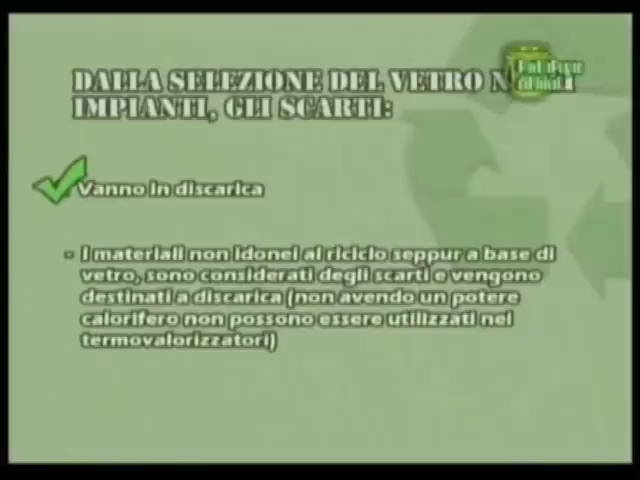 DALLA SELEZIONE DEL VETRO
IMPIANTI, GLI SCARTI:
Vanno in discarica
- I materiali non idonei al riciclo seppur a base di
vetro, sono considerati degli scarti e vengono
destinati a discarica (non avendo un potere
calorifero non possono essere utilizzati nei
termovalorizzatori)